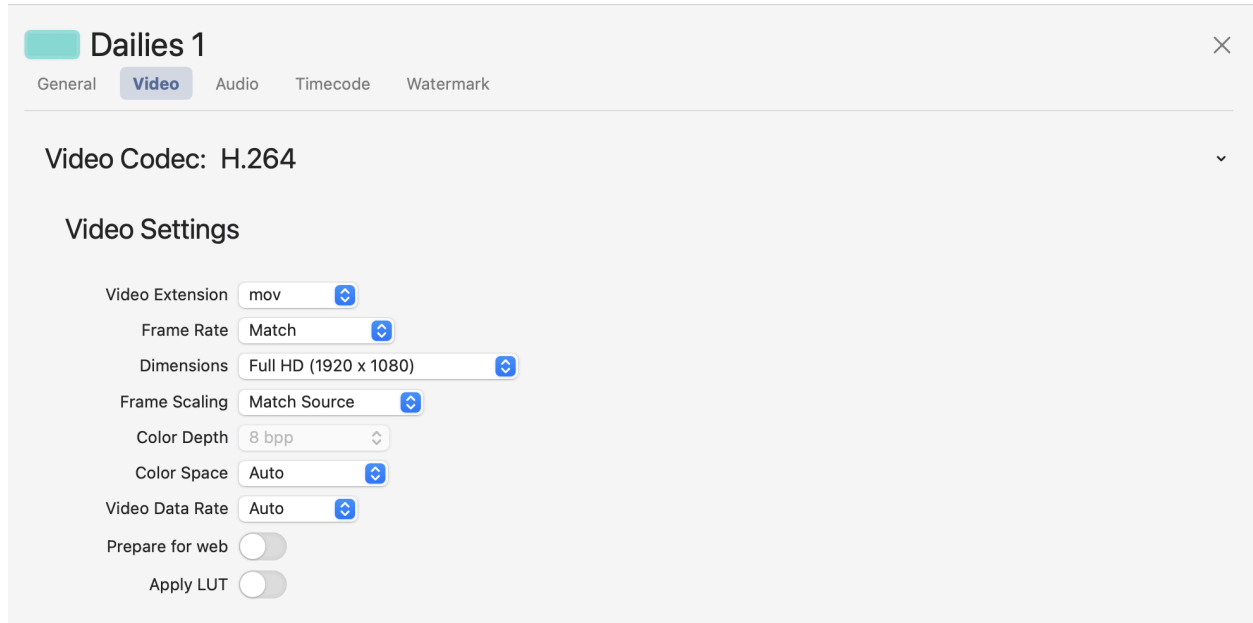 Dailies 1
General Video Audio Timecode Watermark
Video Codec: H.264
Video Settings
Video Extension mov
Frame Rate Match
Dimensions Full HD (1920 x 1080)
Frame Scaling Match Source
Color Depth 8 bpp
Color Space Auto
Video Data Rate Auto
Prepare for web
Apply LUT